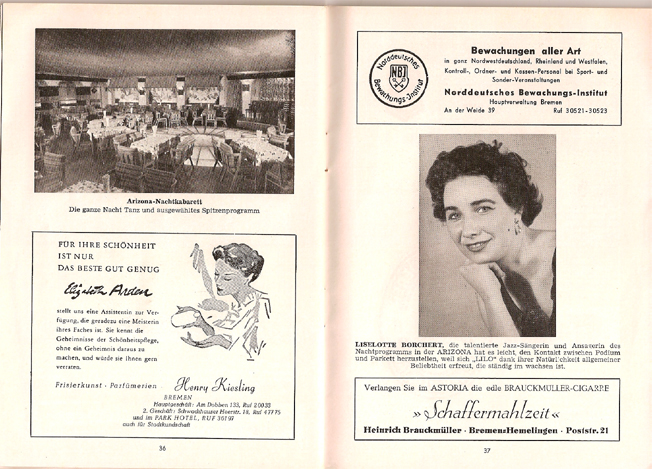 Arizona-Nachtkabarett
Die ganze Nacht Tanz und ausgewähltes Spitzenprogramm
FÜR IHRE SCHÖNHEIT
IST NUR
DAS BESTE GUT GENUG
Elizabeth Arden
stellt uns eine Assistentin zur Ver-
fügung, die geradezu eine Meisterin
ihres Faches ist. Sie kennt die
Geheimnisse der Schönheitspflege,
ohne ein Geheimnis daraus zu
machen, und würde sie Ihnen gern
verraten.
Frisierkunst · Parfümerien
Henry Kiesling
BREMEN
Hauptgeschäft: Am Dobben 133, Ruf 20033
2. Geschäft: Schwachhauser Heerstr. 14, Ruf 47775
und im PARK HOTEL, RUF 36197
auch für Stadtkundschaft
36
Norddeutsches
NBI
Bewachungs-Institut
Bewachungen aller Art
in ganz Nordwestdeutschland, Rheinland und Westfalen,
Kontroll-, Ordner- und Kassen-Personal bei Sport- und
Sonder-Veranstaltungen
Norddeutsches Bewachungs-Institut
Hauptverwaltung Bremen
An der Weide 39 Ruf 30521-30523
LISELOTTE BORCHERT, die talentierte Jazz-Sängerin und Ansagerin des
Nachtprogramms in der ARIZONA hat es leicht, den Kontakt zwischen Podium
und Parkett herzustellen, weil sich „LILO" dank ihrer Natürlichkeit allgemeiner
Beliebtheit erfreut, die ständig im wachsen ist.
Verlangen Sie im ASTORIA die edle BRAUCKMÜLLER-CIGARRE
»Schaffermahlzeit«
Heinrich Brauckmüller · Bremen=Hemelingen · Poststr. 21
37